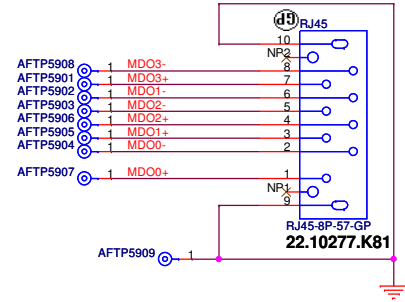 GP
RJ45
10
NP2
AFTP5908 1 MDO3- 8
AFTP5901 1 MDO3+ 7
AFTP5902 1 MDO1- 6
AFTP5903 1 MDO2- 5
AFTP5906 1 MDO2+ 4
AFTP5905 1 MDO1+ 3
AFTP5904 1 MDO0- 2
AFTP5907 1 MDO0+ 1
NP1
9
RJ45-8P-57-GP
22.10277.K81
AFTP5909 1